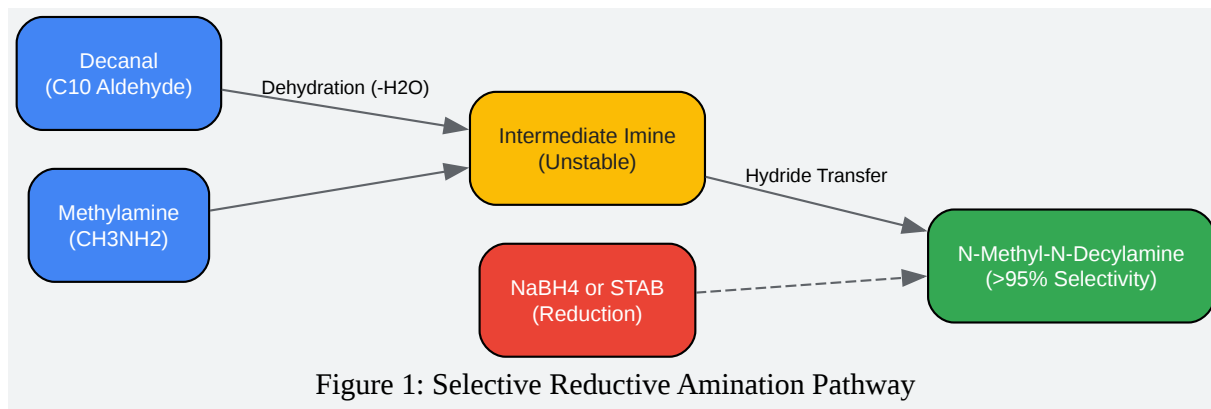 Decanal
(C10 Aldehyde)
Dehydration (-H2O)
Intermediate Imine
(Unstable)
Methylamine
(CH3NH2)
Hydride Transfer
N-Methyl-N-Decylamine
(>95% Selectivity)
NaBH4 or STAB
(Reduction)
Figure 1: Selective Reductive Amination Pathway